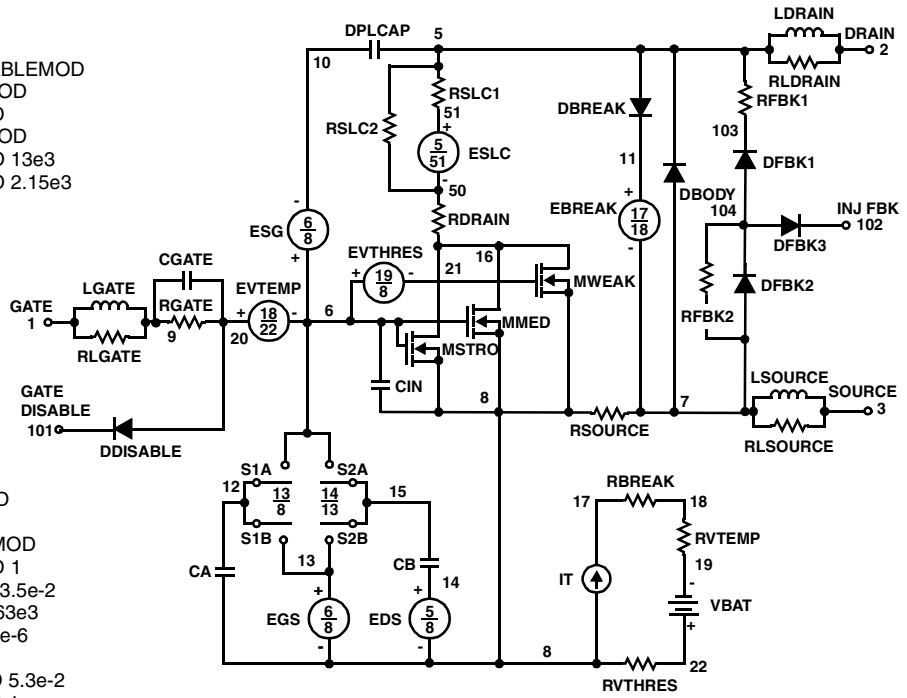 ABLEMOD
OD
D
OD
D 13e3
D 2.15e3
D
MOD
D 1
3.5e-2
63e3
e-6
D 5.3e-2
DPLCAP
5
10
LDRAIN
DRAIN
2
RLDRAIN
RSLC1
51
RSLC2
+
5
51
ESLC
-
50
RDRAIN
DBREAK
11
RFBK1
103
DFBK1
DBODY
104
INJ FBK
102
DFBK3
DFBK2
RFBK2
+
17
18
EBREAK
-
-
6
8
ESG
+
EVTHRES
+
19
8
-
21
16
MWEAK
MMED
MSTRO
CIN
8
CGATE
LGATE
GATE
1
RGATE
9
RLGATE
EVTEMP
+
18
22
-
20
6
GATE
DISABLE
101
DDISABLE
RSOURCE
7
LSOURCE
SOURCE
3
RLSOURCE
S1A
S2A
12
13
8
14
13
15
S1B
S2B
13
CA
CB
14
+
EGS
6
8
-
+
EDS
5
8
-
8
17
RBREAK
18
RVTEMP
19
IT
-
VBAT
+
22
RVTHRES